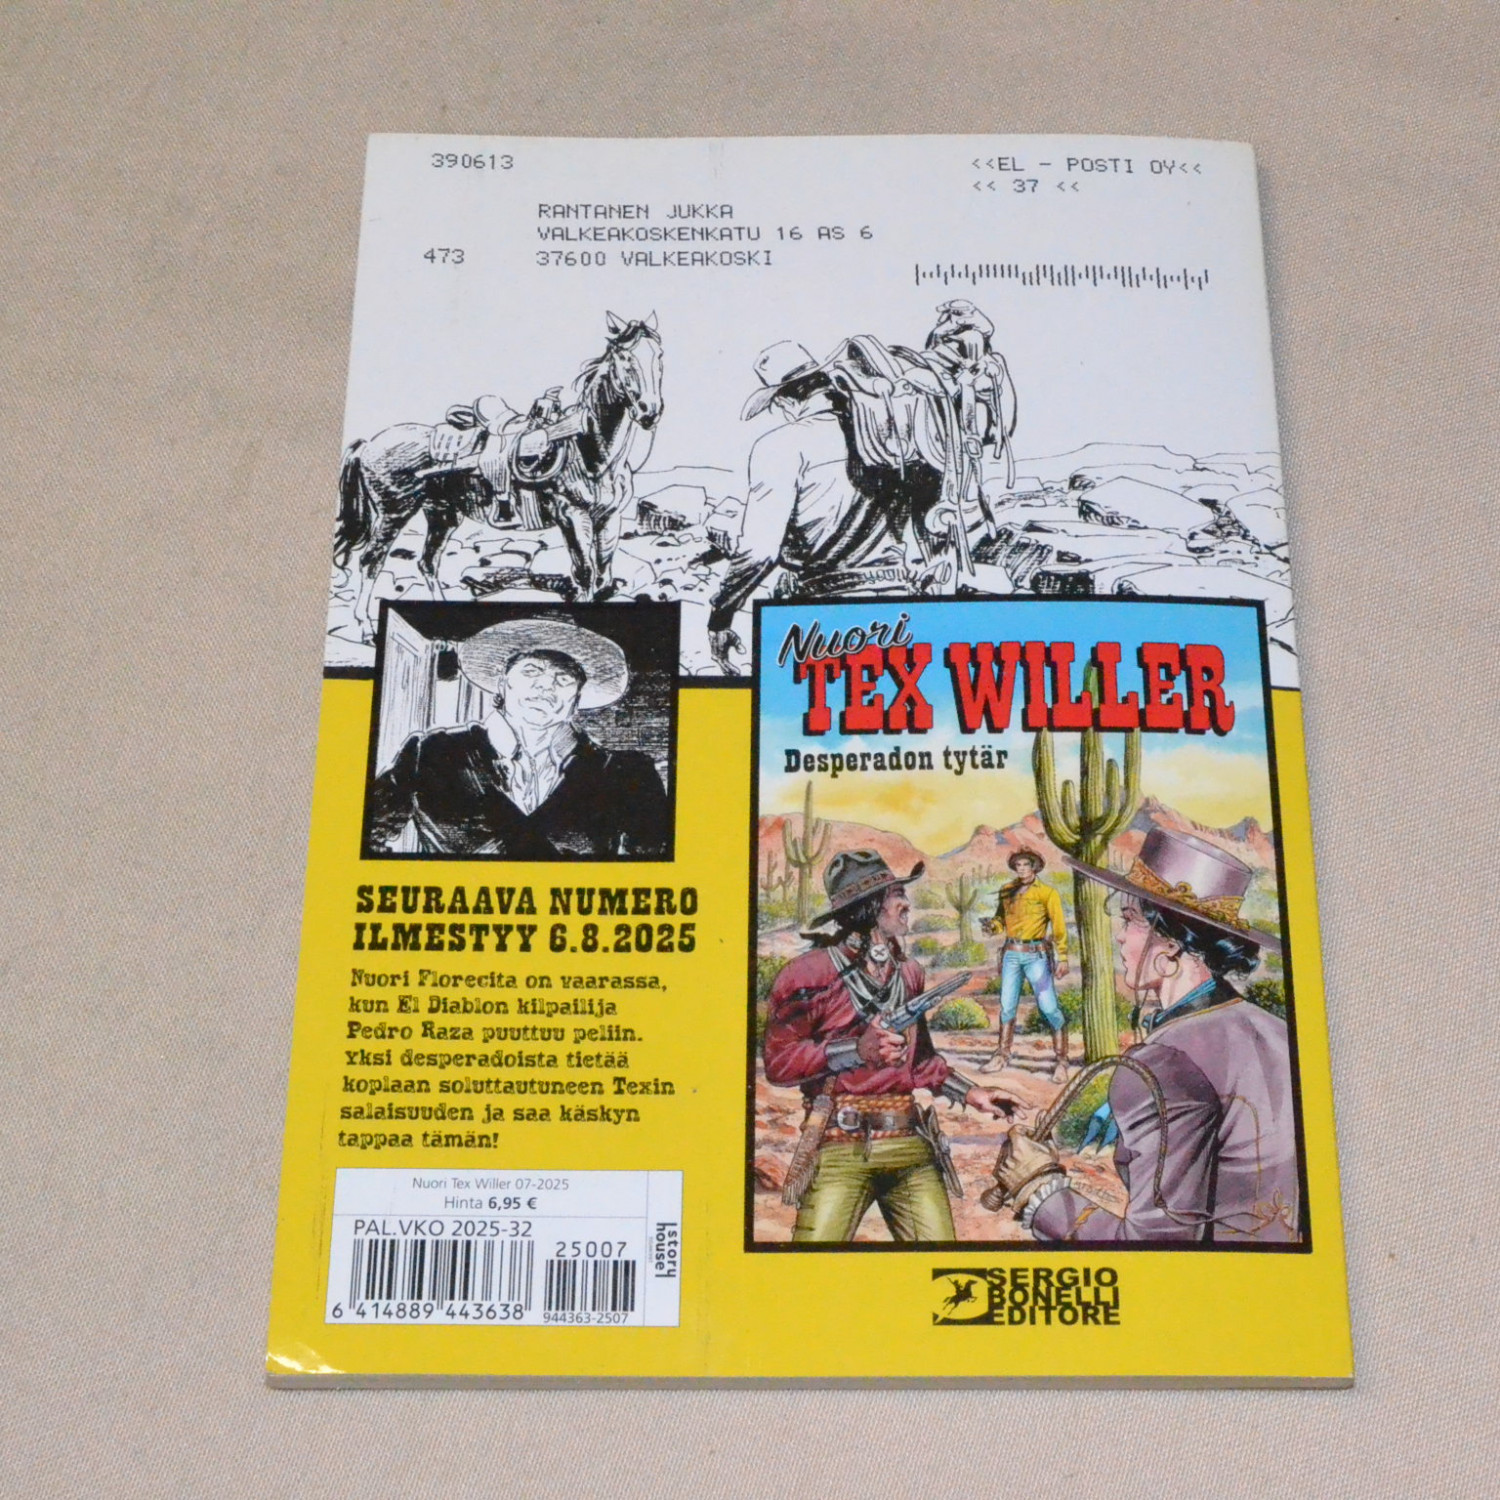 390613
<<EL - POSTI OY<<
<< 37 <<
RANTANEN JUKKA
VALKEAKOSKENKATU 16 AS 6
473 37600 VALKEAKOSKI
Nuori
TEX WILLER
Desperadon tytär
SEURAAVA NUMERO
ILMESTYY 6.8.2025
Nuori Florecita on vaarassa,
kun El Diablon kilpailija
Pedro Raza puuttuu peliin.
Yksi desperadoista tietää
koplaan soluttautuneen Texin
salaisuuden ja saa käskyn
tappaa tämän!
Nuori Tex Willer 07-2025
Hinta 6,95 €
PAL.VKO 2025-32
25007
6 414889 443638
944363-2507
story
house
SERGIO
BONELLI
EDITORE